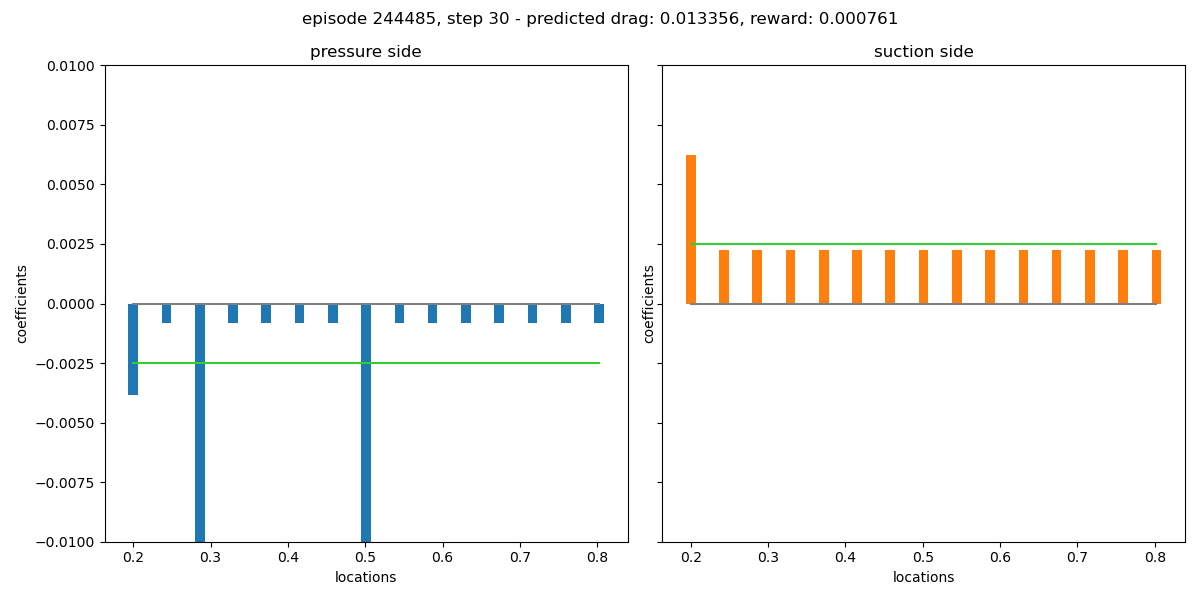 episode 244485, step 30 - predicted drag: 0.013356, reward: 0.000761
pressure side
suction side
0.0100
0.0075
0.0050
0.0025
0.0000
−0.0025
−0.0050
−0.0075
−0.0100
coefficients
coefficients
0.2 0.3 0.4 0.5 0.6 0.7 0.8
0.2 0.3 0.4 0.5 0.6 0.7 0.8
locations
locations